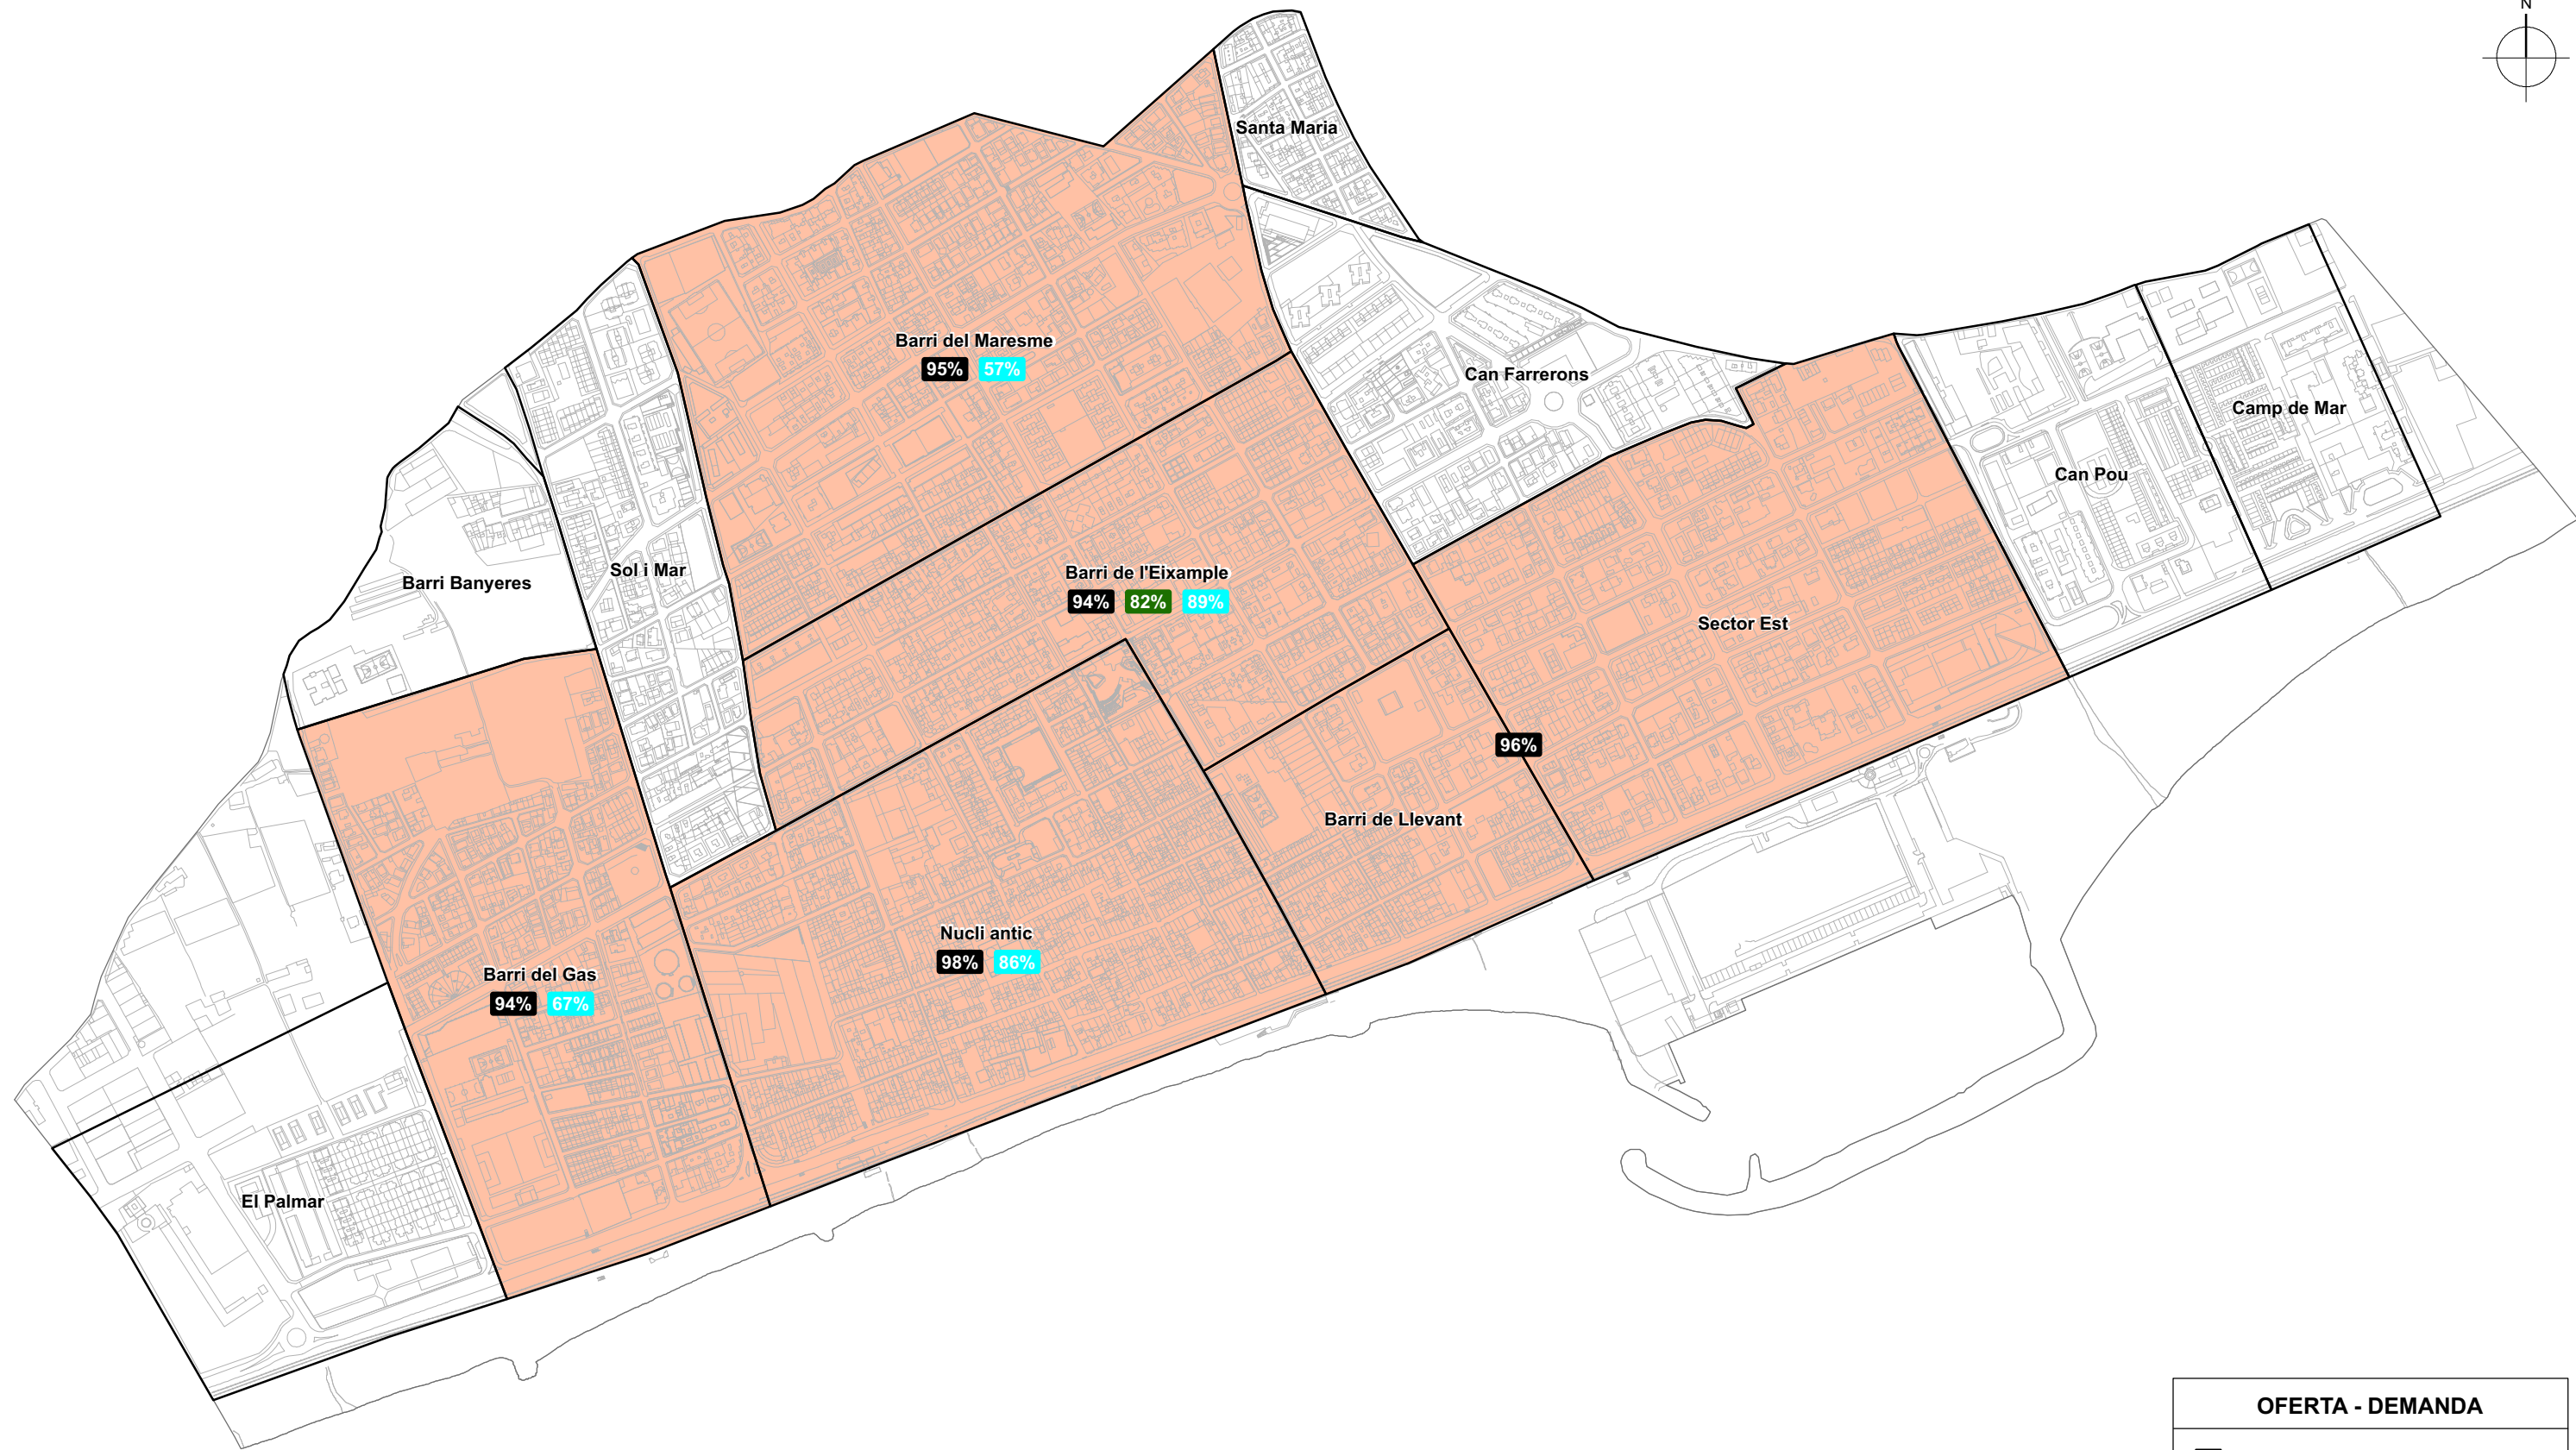 N
Santa Maria
Barri del Maresme
95% 57%
Can Farrerons
Camp de Mar
Can Pou
Sol i Mar
Barri Banyeres
Barri de l'Eixample
94% 82% 89%
Sector Est
96%
Barri de Llevant
Nucli antic
98% 86%
Barri del Gas
94% 67%
El Palmar
OFERTA - DEMANDA